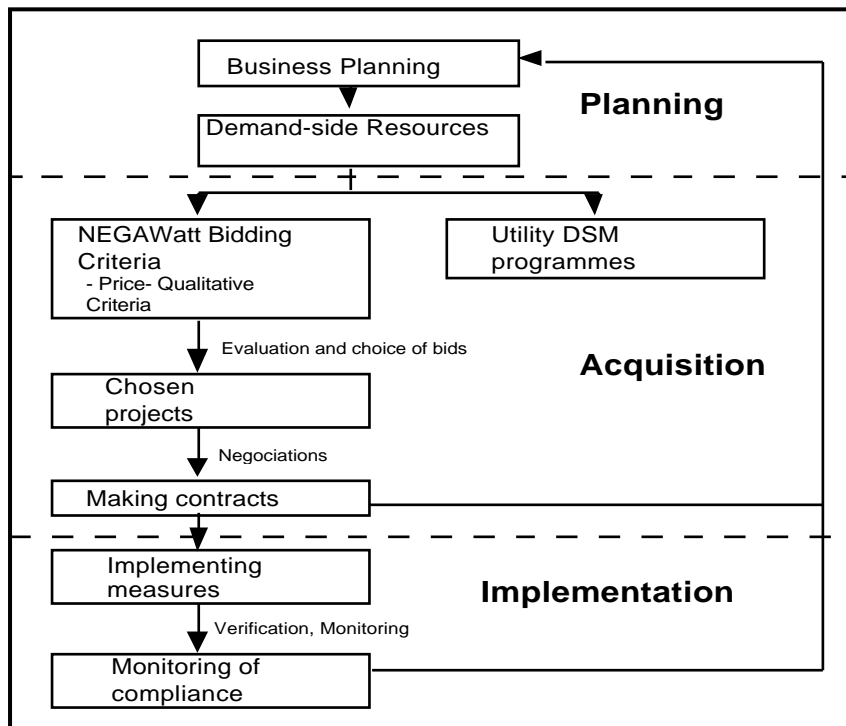 Business Planning
Planning
Demand-side Resources
NEGAWatt Bidding
Criteria
- Price- Qualitative
Criteria
Utility DSM
programmes
Evaluation and choice of bids
Acquisition
Chosen
projects
Negociations
Making contracts
Implementing
measures
Implementation
Verification, Monitoring
Monitoring of
compliance